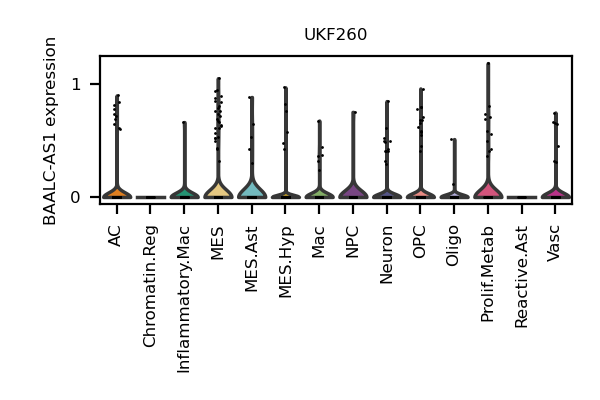 UKF260
BAALC-AS1 expression
1
0
AC
Chromatin.Reg
Inflammatory.Mac
MES
MES.Ast
MES.Hyp
Mac
NPC
Neuron
OPC
Oligo
Prolif.Metab
Reactive.Ast
Vasc